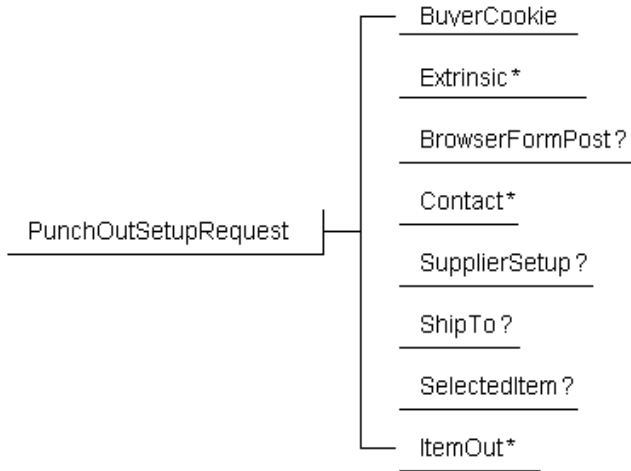 BuyerCookie
Extrinsic*
BrowserFormPost?
Contact*
PunchOutSetupRequest
SupplierSetup?
ShipTo?
SelectedItem?
ItemOut*